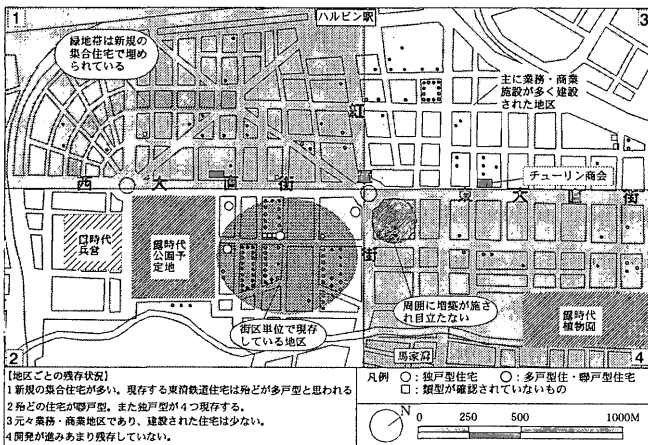 1
ハルビン駅
3
緑地帯は新規の
集合住宅で埋め
られている
主に業務・商業
施設が多く建設
された地区
紅
チューリン商会
西大直街
東大直街
露時代
公園予
定地
街
周囲に増築が施さ
れ目立たない
街区単位で現存
している地区
露時代
植物園
2
馬家溝
4
【地区ごとの残存状況】
1 新規の集合住宅が多い。現存する東清鉄道住宅は殆どが多戸型と思われる
2 殆どの住宅が聯戸型。また独戸型が4つ現存する。
3 元々業務・商業地区であり、建設された住宅は少ない。
4 開発が進みあまり残存していない。
凡例 ○:独戸型住宅 ○:多戸型住・聯戸型住宅
□:類型が確認されていないもの
N
0 250 500 1000M